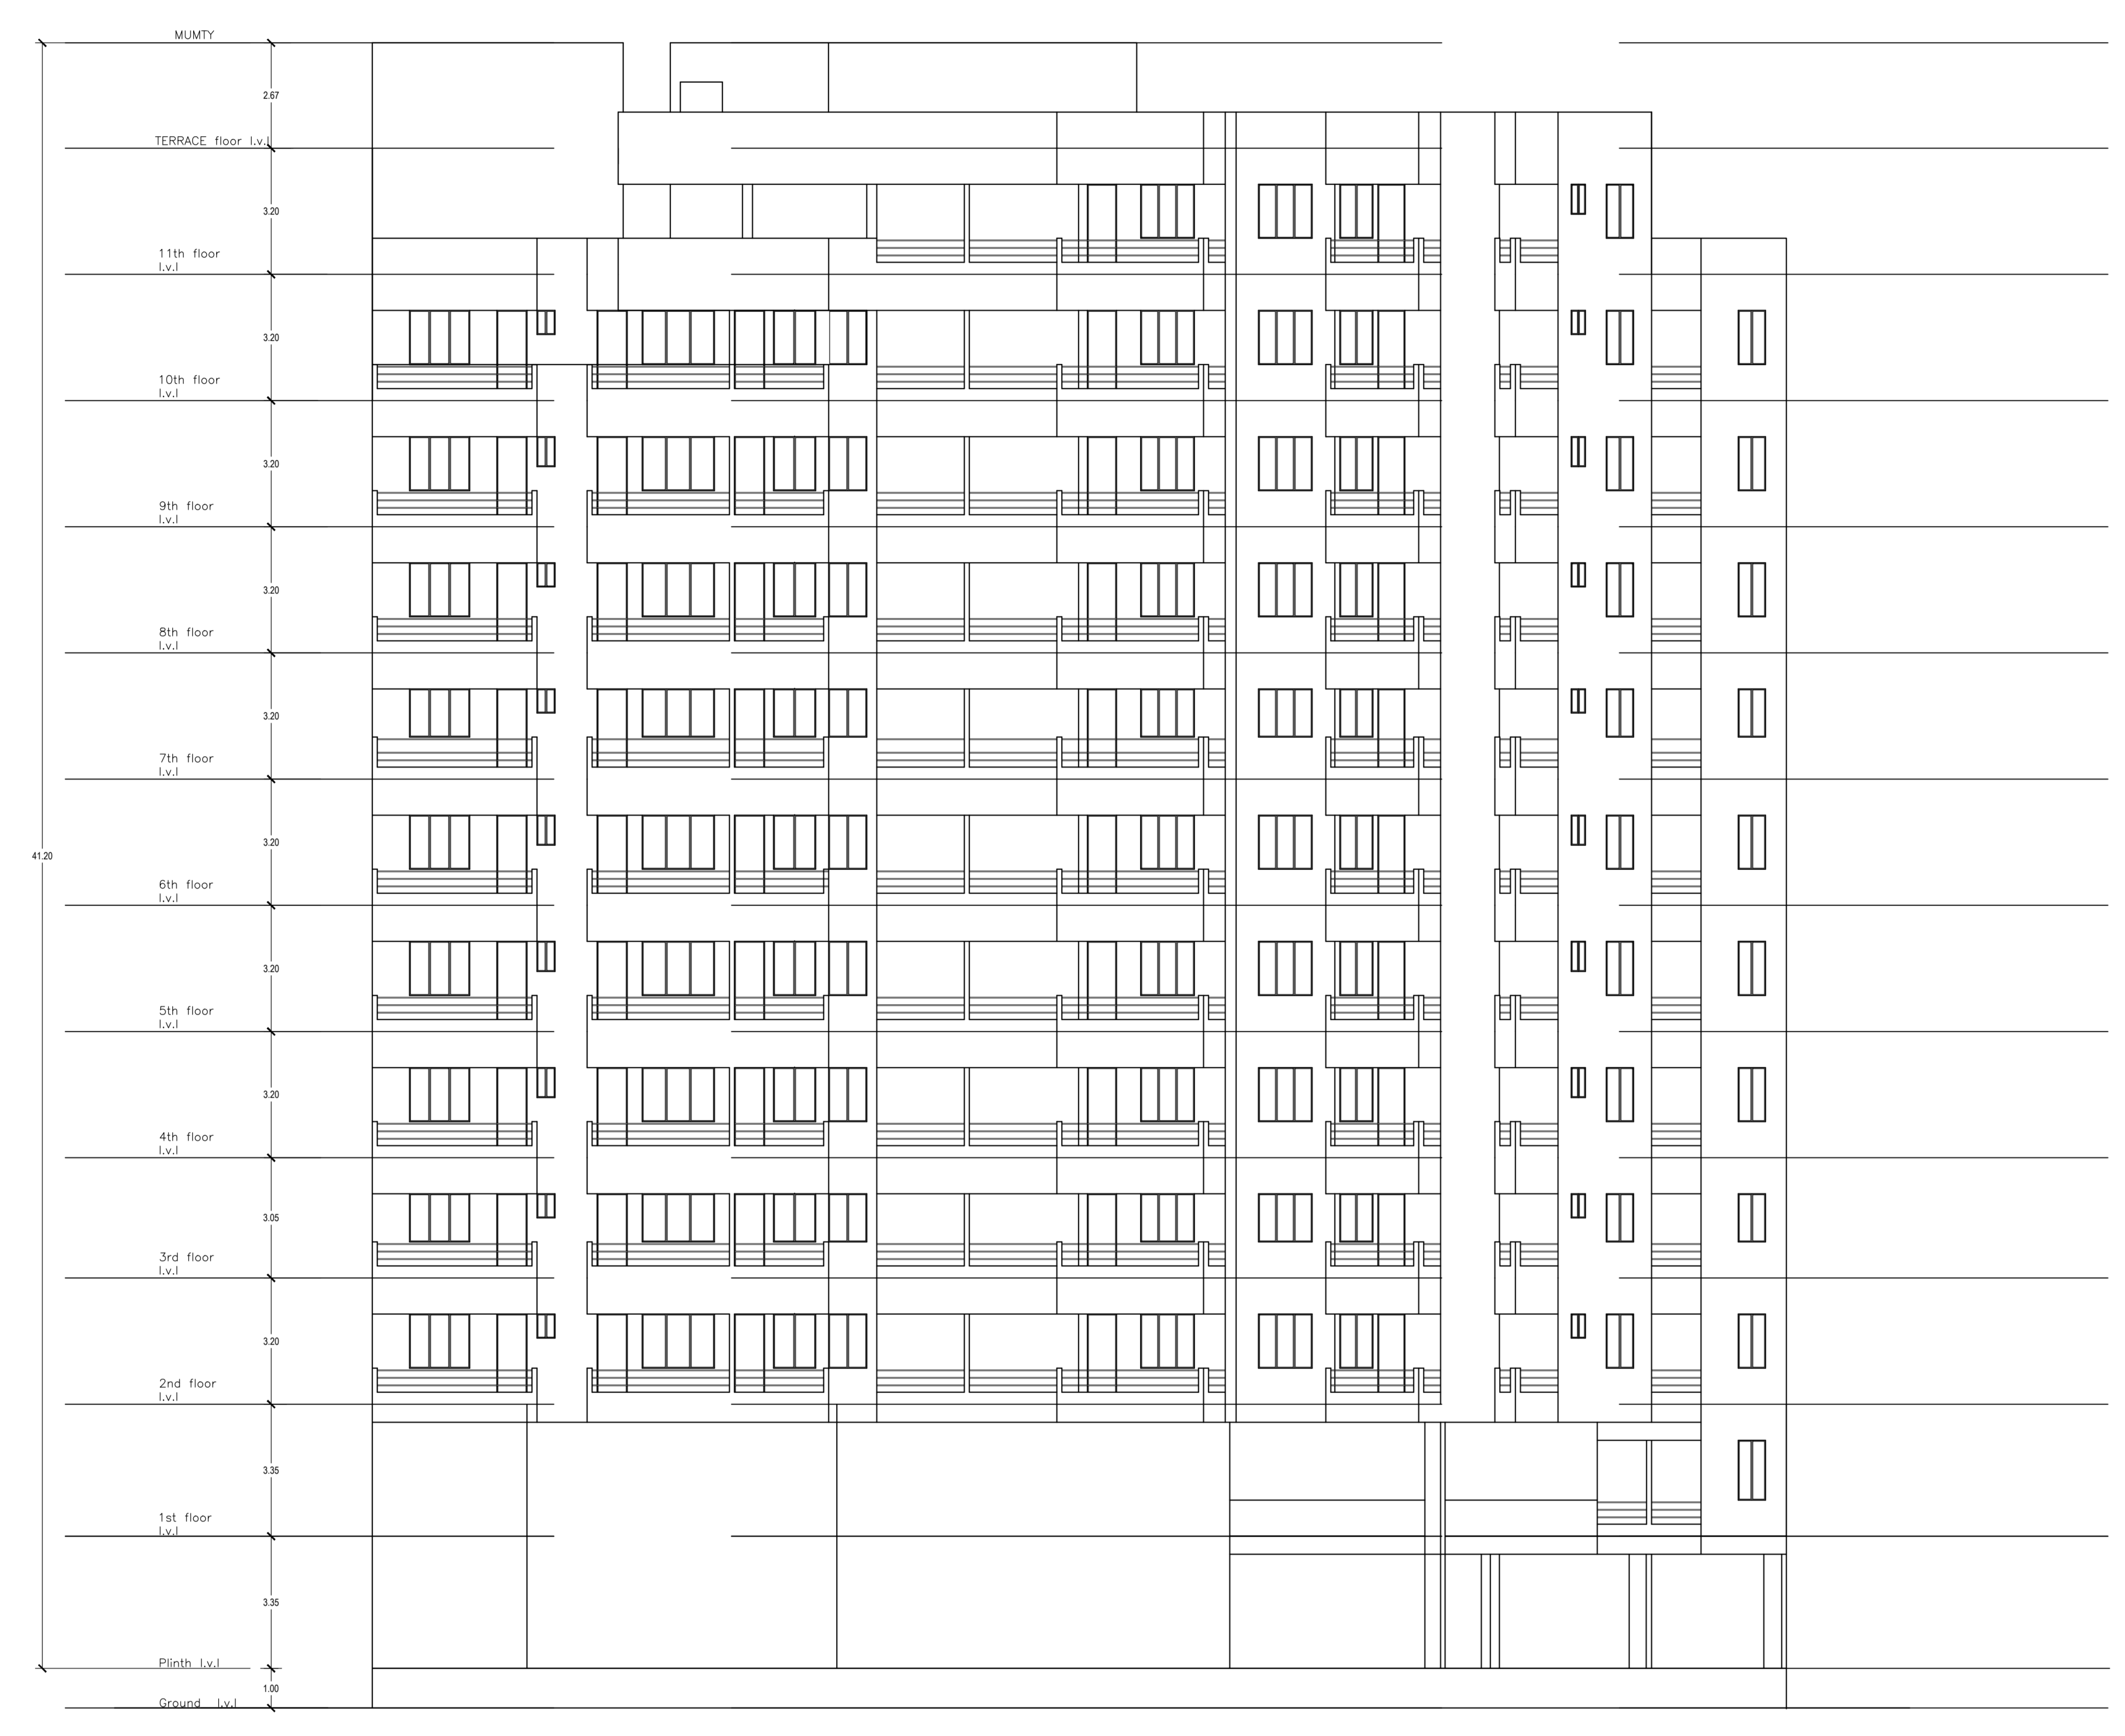 MUMTY
2.67
TERRACE floor l.v.l
3.20
11th floor
l.v.l
3.20
10th floor
l.v.l
3.20
9th floor
l.v.l
3.20
8th floor
l.v.l
3.20
7th floor
l.v.l
3.20
41.20
6th floor
l.v.l
3.20
5th floor
l.v.l
3.20
4th floor
l.v.l
3.05
3rd floor
l.v.l
3.20
2nd floor
l.v.l
3.35
1st floor
l.v.l
3.35
Plinth l.v.l
1.00
Ground l.v.l